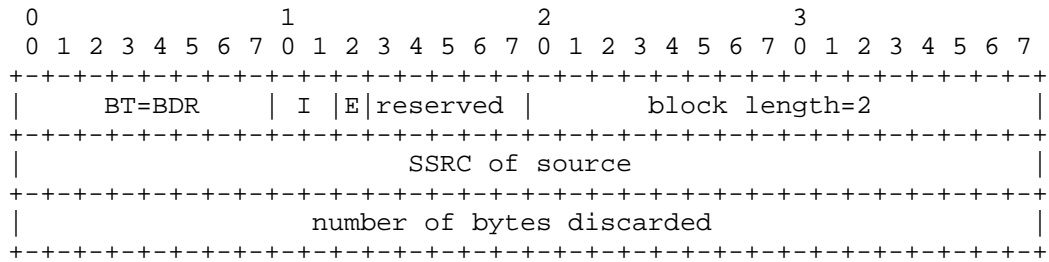 0                   1                   2                   3
 0 1 2 3 4 5 6 7 0 1 2 3 4 5 6 7 0 1 2 3 4 5 6 7 0 1 2 3 4 5 6 7
+-+-+-+-+-+-+-+-+-+-+-+-+-+-+-+-+-+-+-+-+-+-+-+-+-+-+-+-+-+-+-+-+
|     BT=BDR      | I |E|reserved |       block length=2        |
+-+-+-+-+-+-+-+-+-+-+-+-+-+-+-+-+-+-+-+-+-+-+-+-+-+-+-+-+-+-+-+-+
|                        SSRC of source                         |
+-+-+-+-+-+-+-+-+-+-+-+-+-+-+-+-+-+-+-+-+-+-+-+-+-+-+-+-+-+-+-+-+
|                  number of bytes discarded                    |
+-+-+-+-+-+-+-+-+-+-+-+-+-+-+-+-+-+-+-+-+-+-+-+-+-+-+-+-+-+-+-+-+